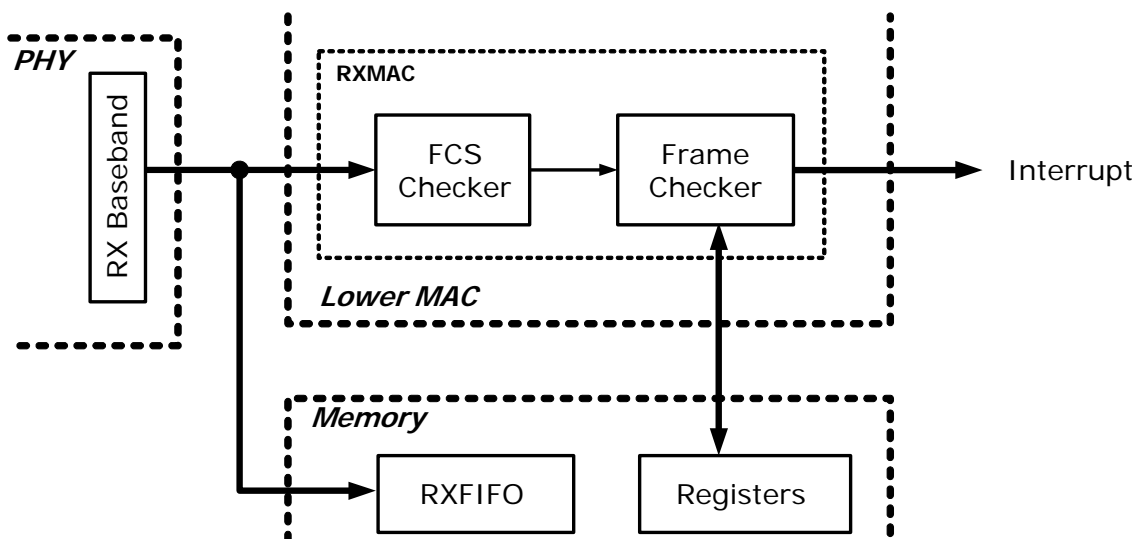 PHY
RX Baseband
RXMAC
FCS
Checker
Frame
Checker
Interrupt
Lower MAC
Memory
RXFIFO
Registers